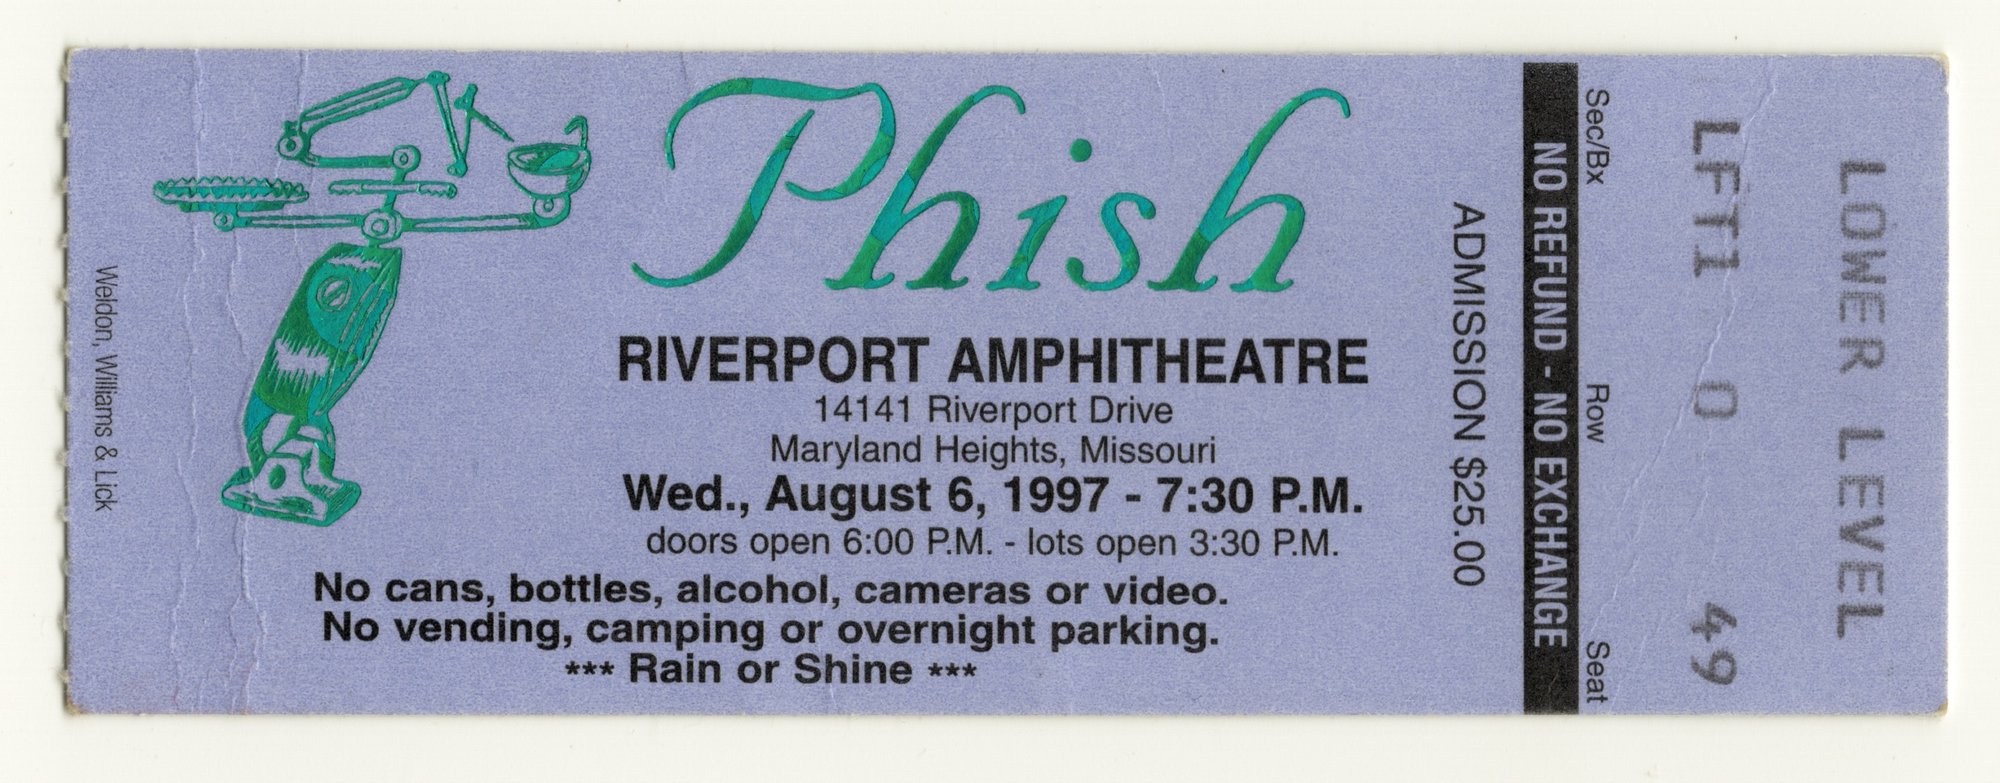 Weldon, Williams & Lick
Phish
RIVERPORT AMPHITHEATRE
14141 Riverport Drive
Maryland Heights, Missouri
Wed., August 6, 1997 - 7:30 P.M.
doors open 6:00 P.M. - lots open 3:30 P.M.
No cans, bottles, alcohol, cameras or video.
No vending, camping or overnight parking.
*** Rain or Shine ***
ADMISSION $25.00
NO REFUND - NO EXCHANGE
Sec/Bx Row Seat
LFT1 O 49
LOWER LEVEL